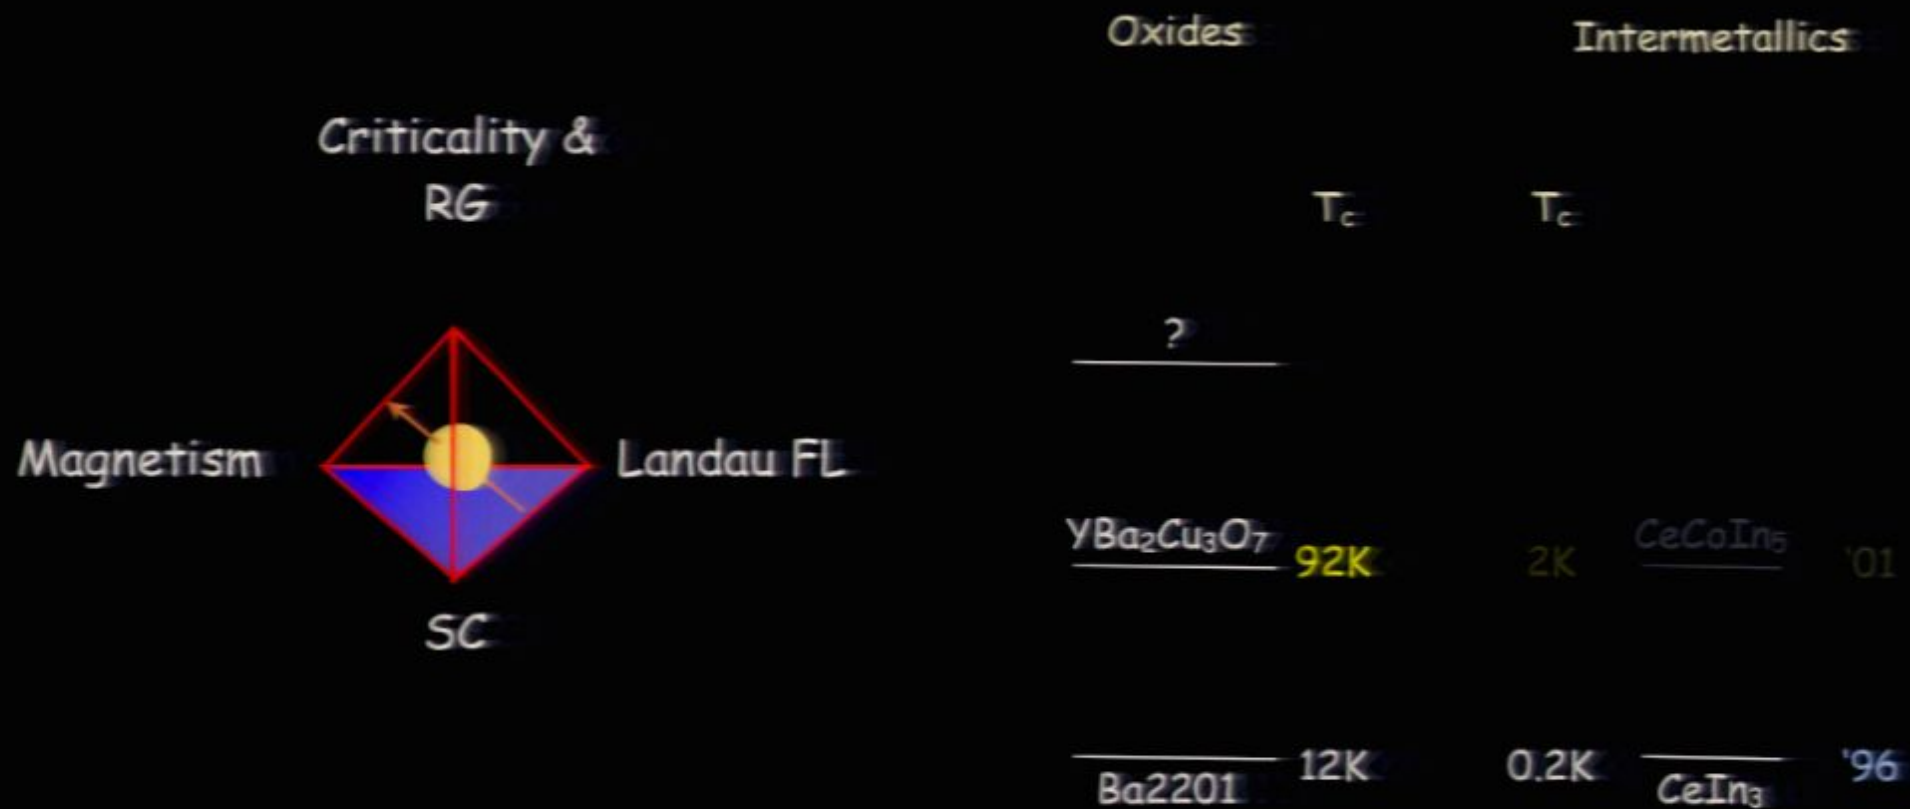 Criticality &
RG
Magnetism
Landau FL
SC
Oxides
Intermetallics
Tc
Tc
?
YBa₂Cu₃O₇
92K
2K
CeCoIn₅
'01
12K
0.2K
'96
Ba2201
CeIn₃